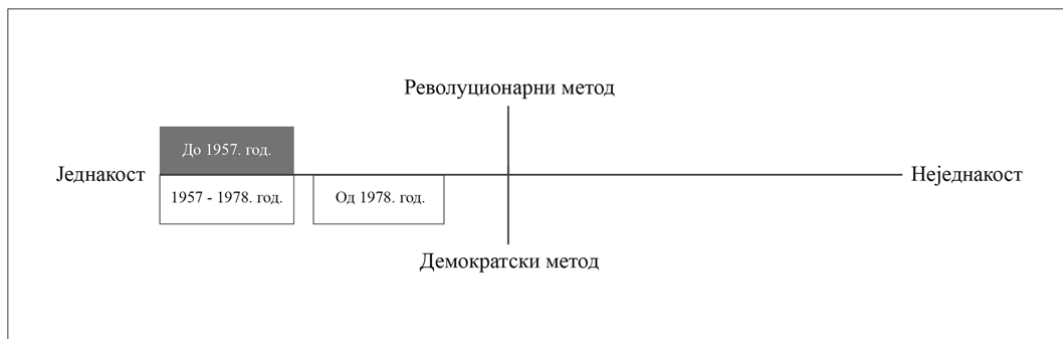 Револуционарни метод
До 1957. год.
Једнакост
Неједнакост
1957 - 1978. год.
Од 1978. год.
Демократски метод